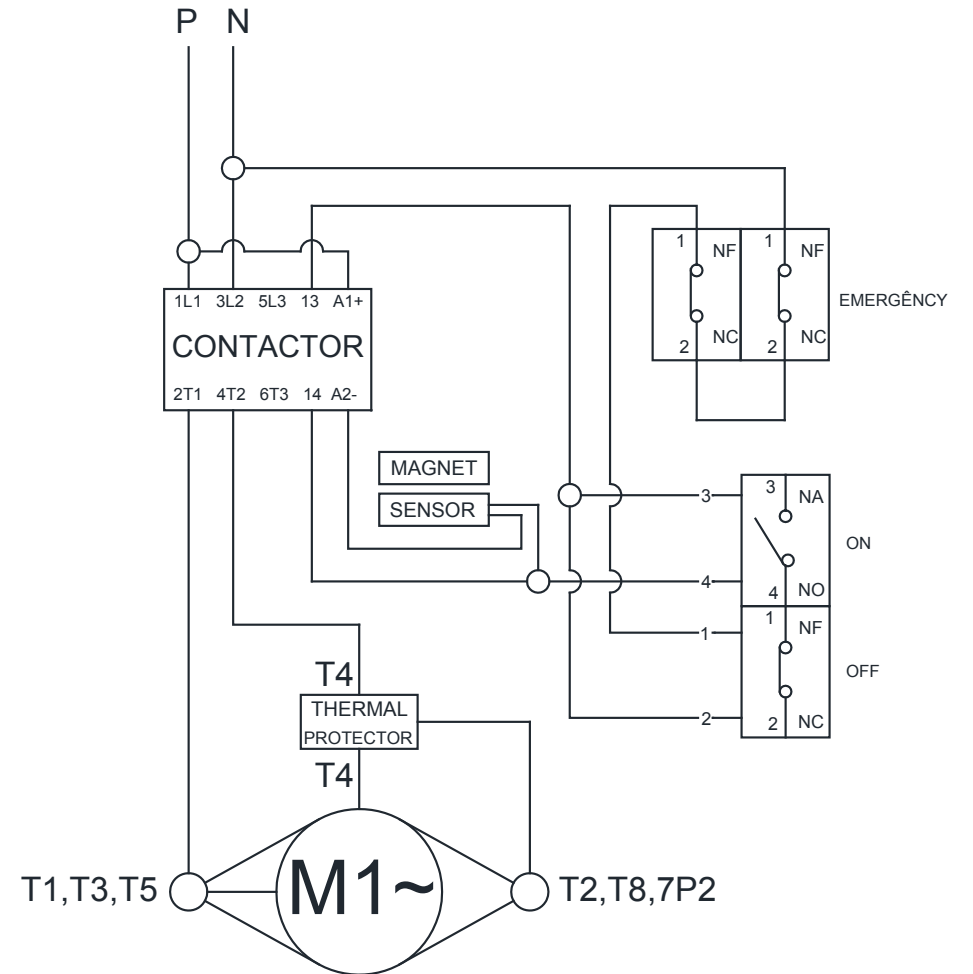 P N
1 NF 1 NF
EMERGÊNCY
2 NC 2 NC
1L1 3L2 5L3 13 A1+
CONTACTOR
2T1 4T2 6T3 14 A2-
MAGNET
SENSOR
3 3 NA
ON
4 4 NO
1 1 NF
OFF
2 2 NC
T4
THERMAL
PROTECTOR
T4
T1,T3,T5 M1~ T2,T8,7P2